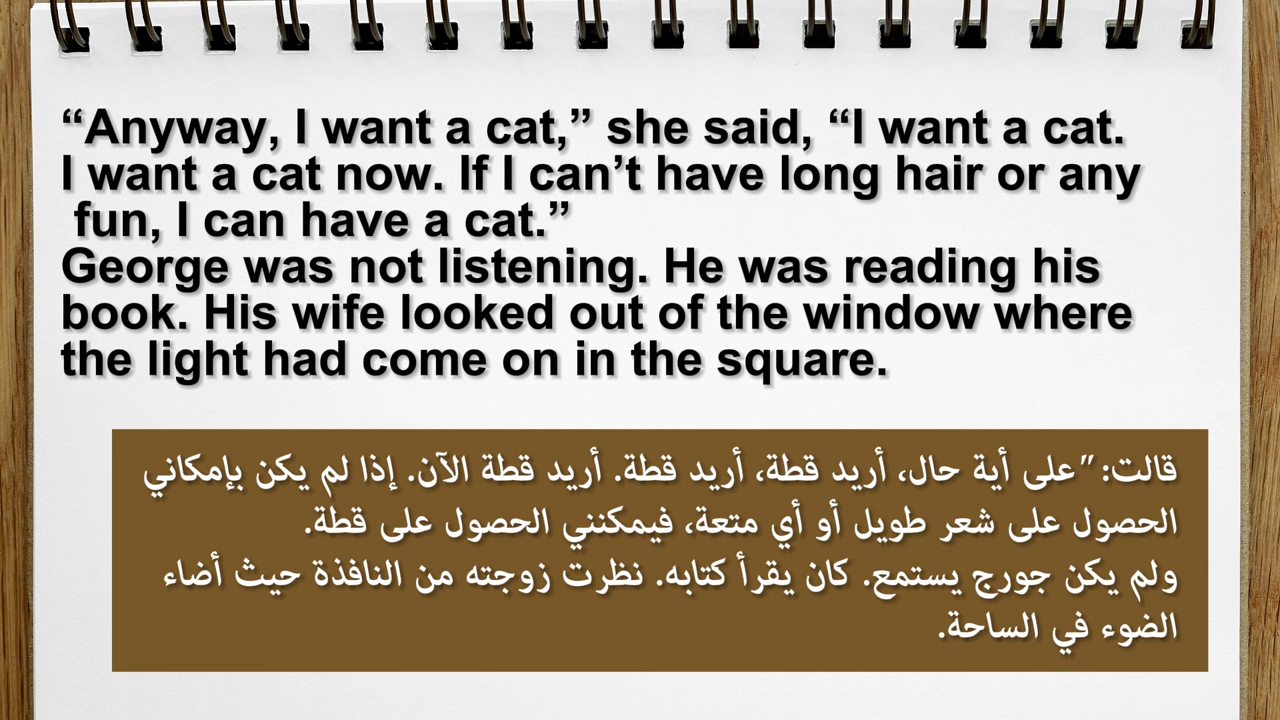 “Anyway, I want a cat,” she said, “I want a cat.
I want a cat now. If I can’t have long hair or any
fun, I can have a cat.”
George was not listening. He was reading his
book. His wife looked out of the window where
the light had come on in the square.
قالت: "على أية حال، أريد قطة، أريد قطة. أريد قطة الآن. إذا لم يكن بإمكاني
الحصول على شعر طويل أو أي متعة، فيمكنني الحصول على قطة.
ولم يكن جورج يستمع. كان يقرأ كتابه. نظرت زوجته من النافذة حيث أضاء
الضوء في الساحة.